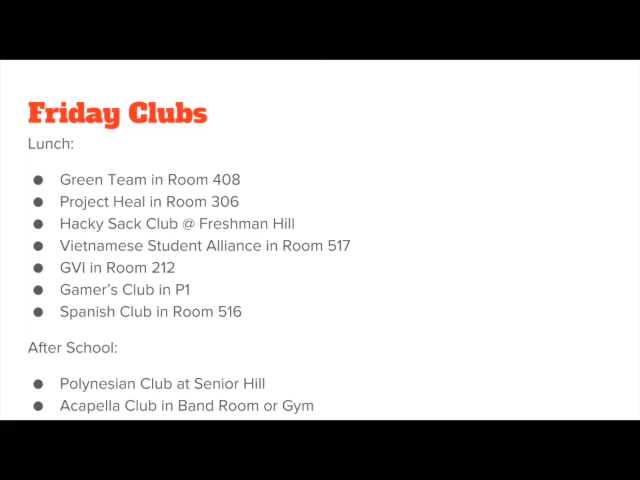 Friday Clubs
Lunch:
● Green Team in Room 408
● Project Heal in Room 306
● Hacky Sack Club @ Freshman Hill
● Vietnamese Student Alliance in Room 517
● GVI in Room 212
● Gamer's Club in P1
● Spanish Club in Room 516
After School:
● Polynesian Club at Senior Hill
● Acapella Club in Band Room or Gym